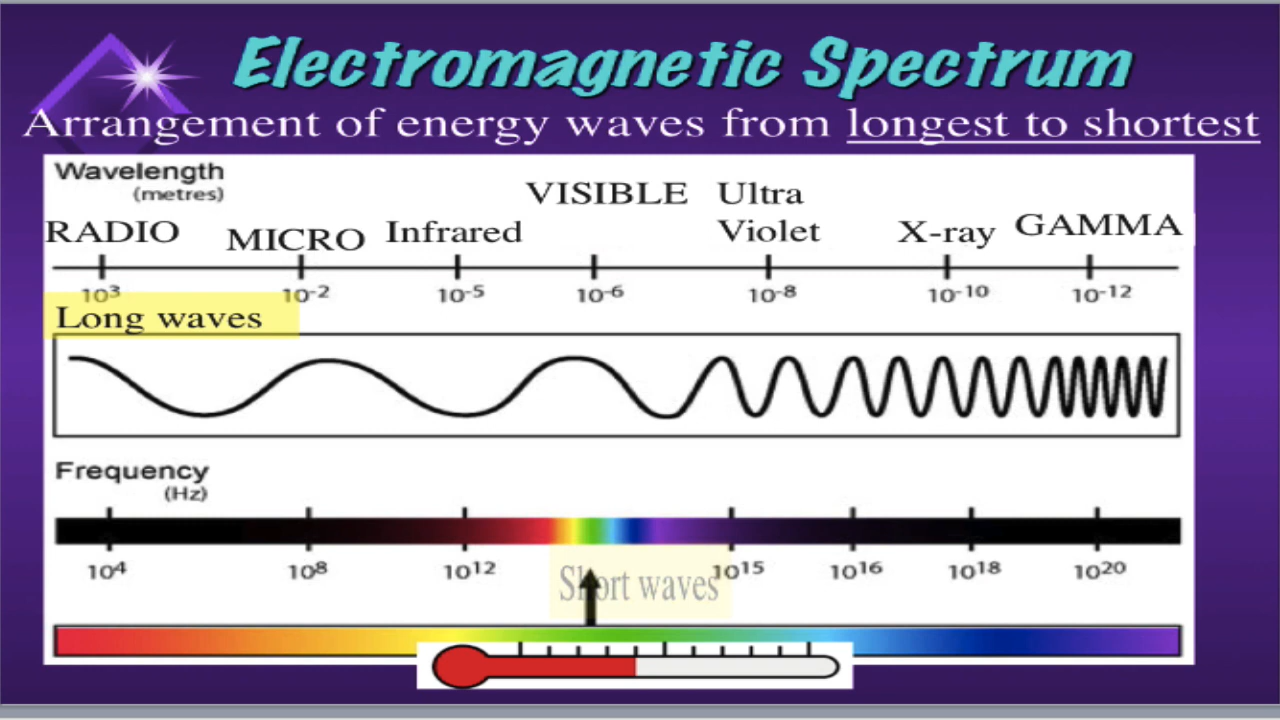 Electromagnetic Spectrum
Arrangement of energy waves from longest to shortest
Wavelength
(metres)
RADIO MICRO Infrared VISIBLE Ultra Violet X-ray GAMMA
10³ 10⁻² 10⁻⁵ 10⁻⁶ 10⁻⁸ 10⁻¹⁰ 10⁻¹²
Long waves
Frequency
(Hz)
10⁴ 10⁸ 10¹² 10¹⁵ 10¹⁶ 10¹⁸ 10²⁰
Short waves